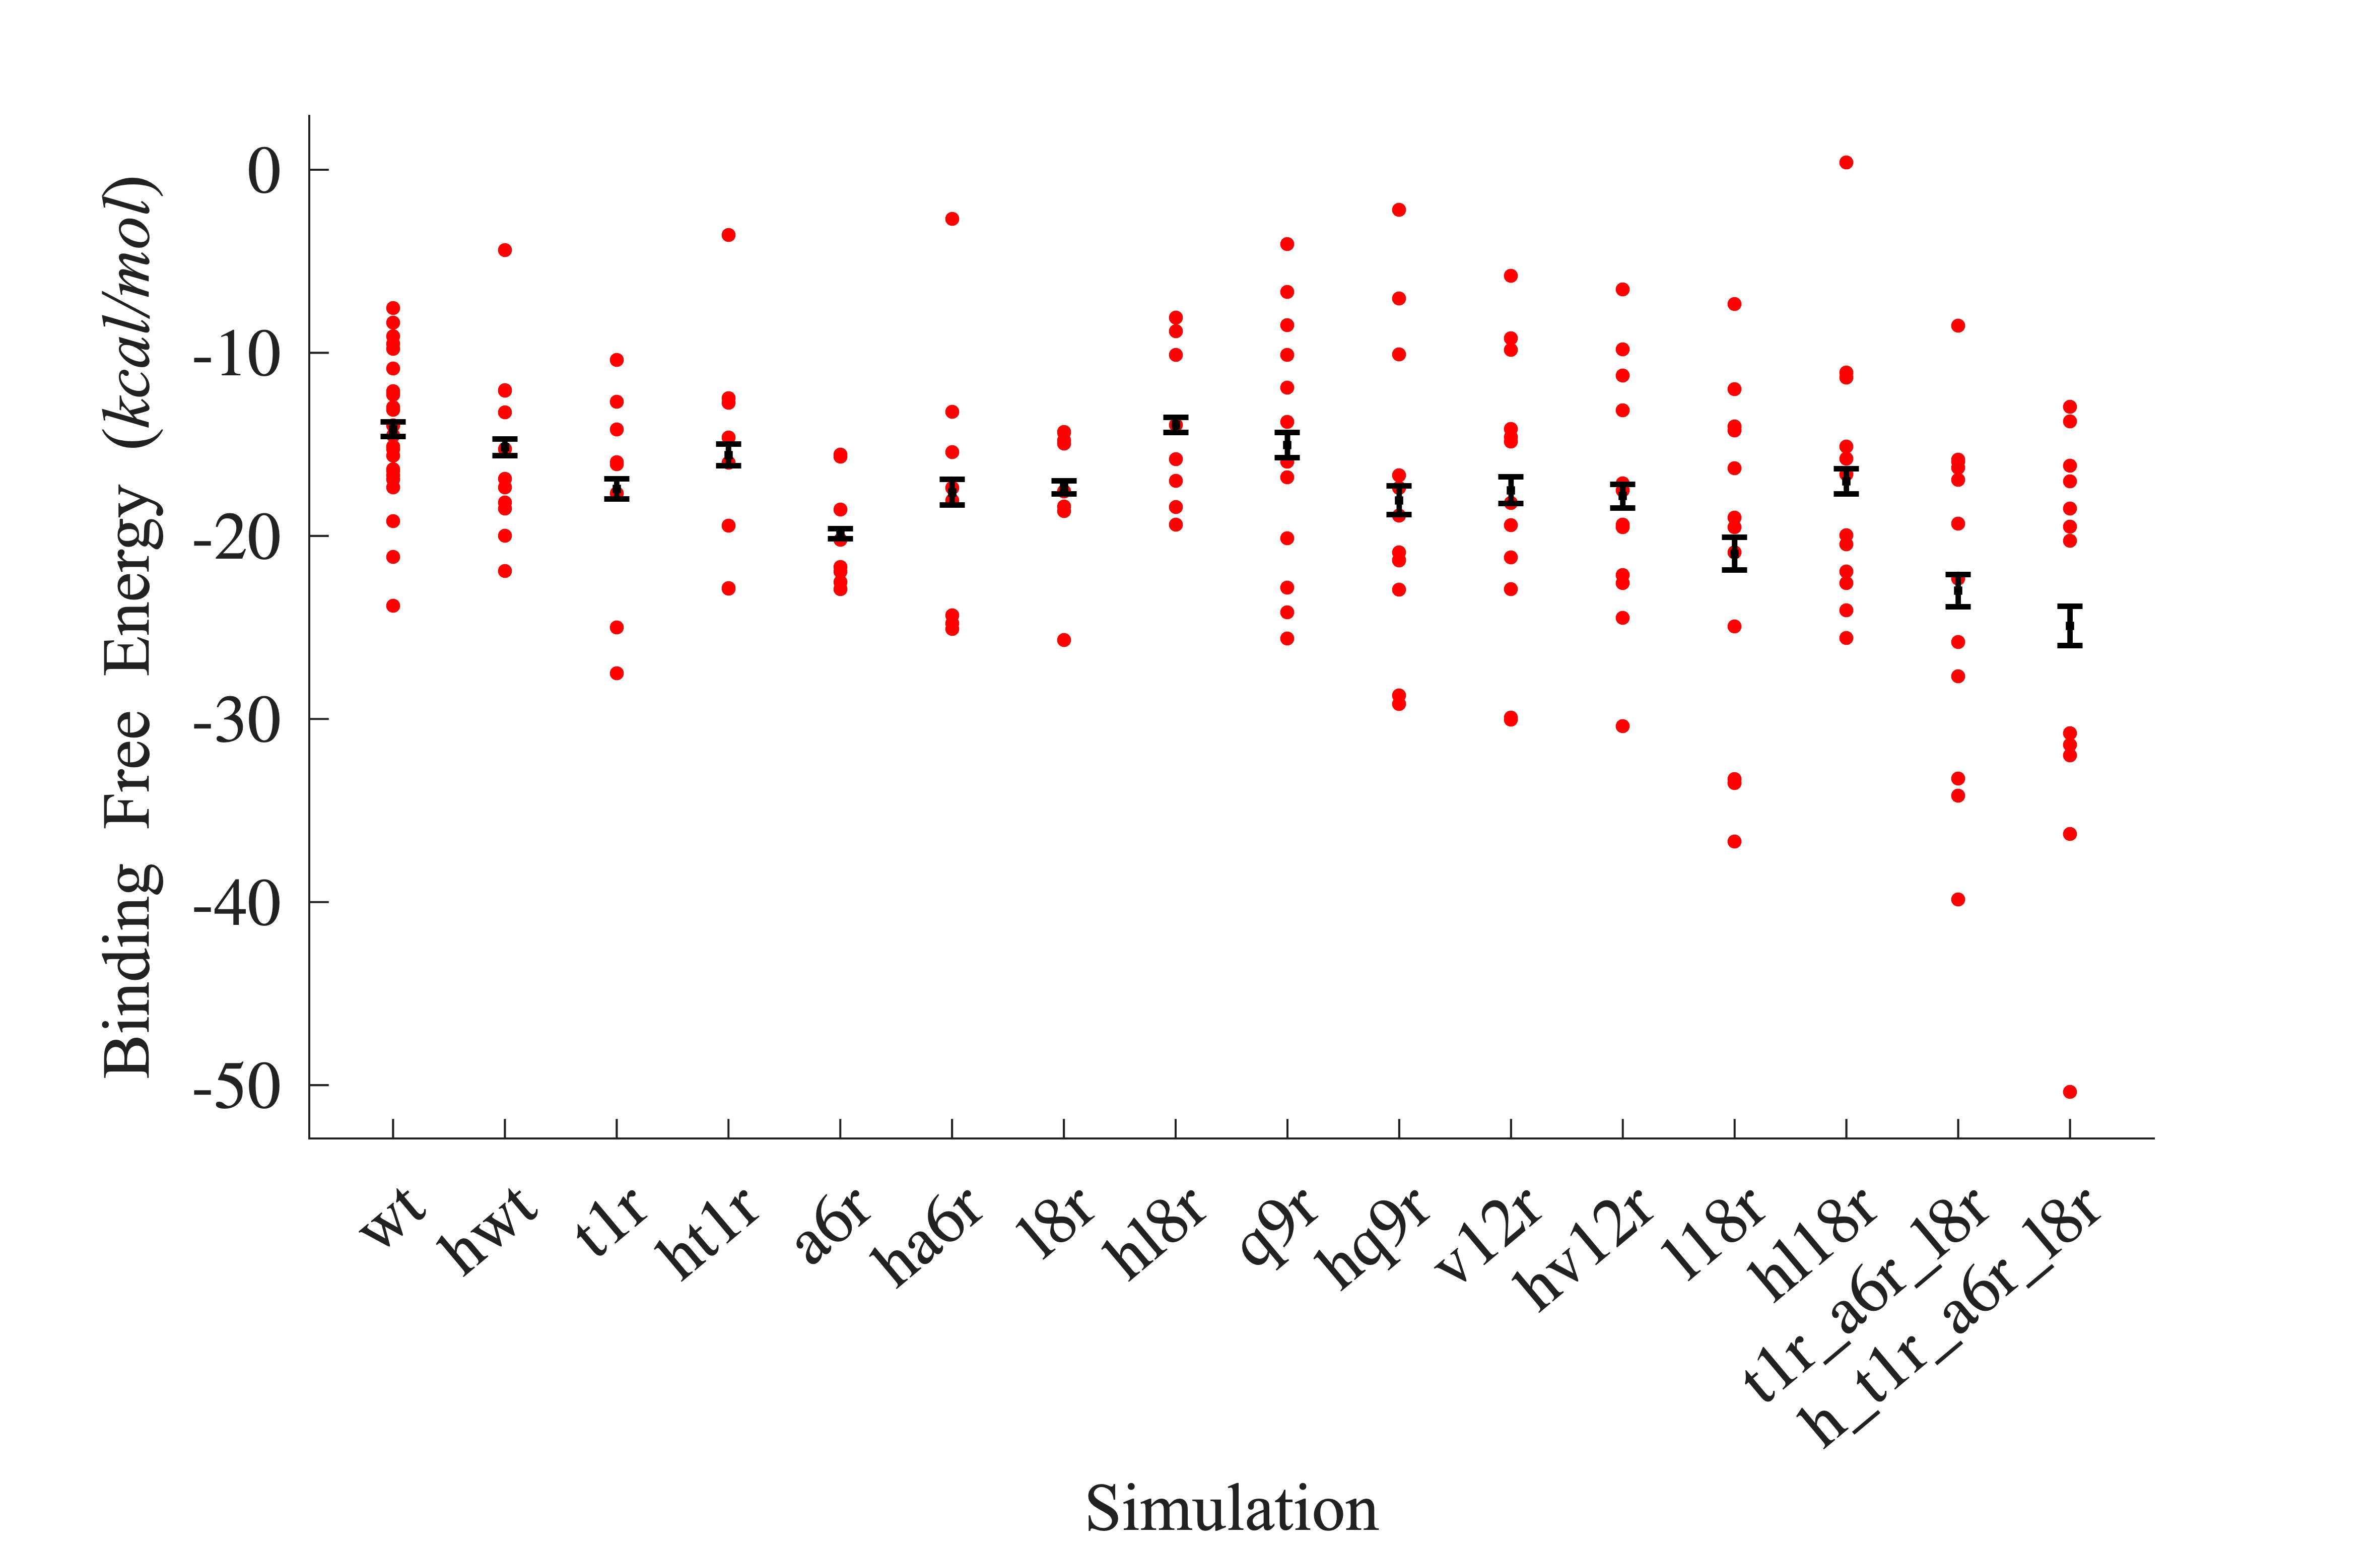 Binding Free Energy (kcal/mol)
0
-10
-20
-30
-40
-50
wt
hwt
t1r
ht1r
a6r
ha6r
l8r
hl8r
q9r
hq9r
v12r
hv12r
l18r
hl18r
t1r_a6r_l8r
h_t1r_a6r_l8r
Simulation